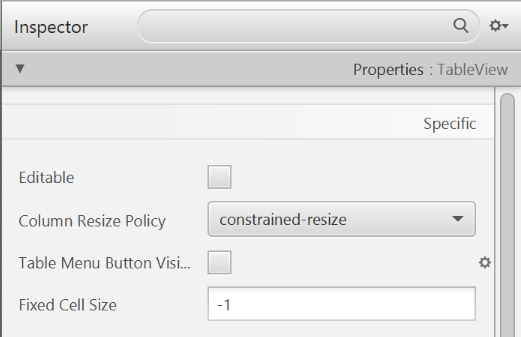 Inspector
Properties : TableView
Specific
Editable
Column Resize Policy constrained-resize
Table Menu Button Visi...
Fixed Cell Size -1